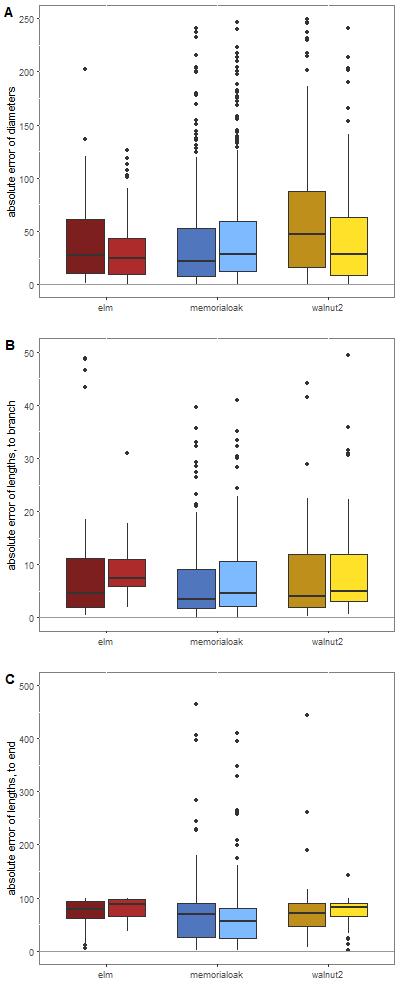 A
absolute error of diameters
250
200
150
100
50
0
elm memorialoak walnut2
B
absolute error of lengths, to branch
50
40
30
20
10
0
elm memorialoak walnut2
C
absolute error of lengths, to end
500
400
300
200
100
0
elm memorialoak walnut2